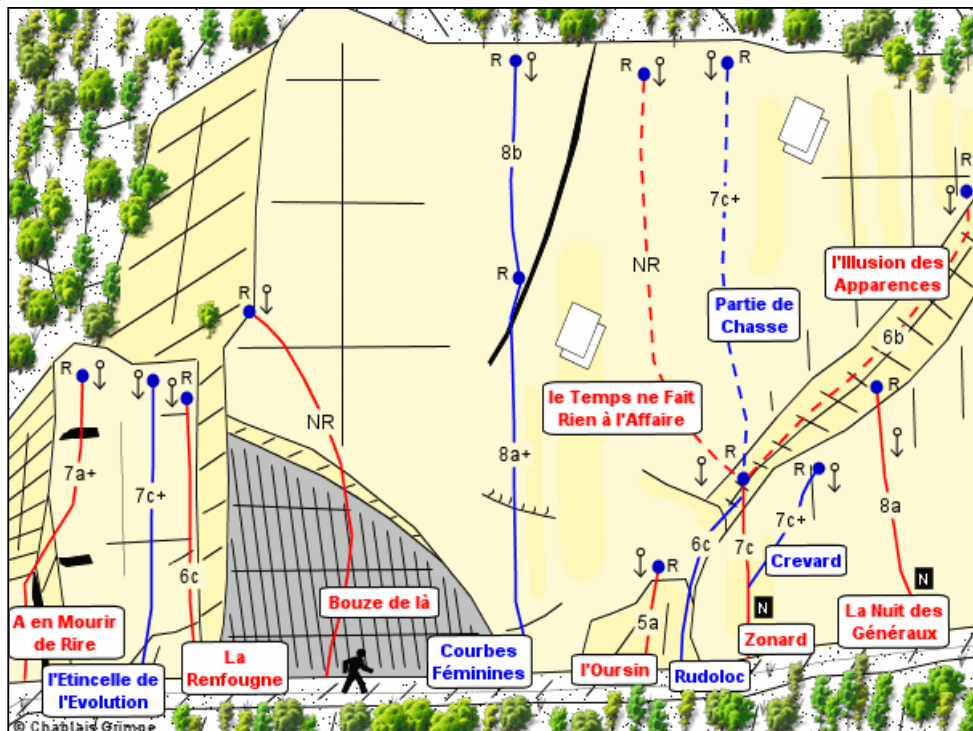 R
R
R
R
8b
7c+
R
l'Illusion des
Apparences
NR
R
Partie de
Chasse
6b
R
R
R
R
R
NR
le Temps ne Fait
Rien à l'Affaire
7a+
7c+
8a+
R
R
8a
6c
6c
7c
7c+
Crevard
R
5a
N
N
A en Mourir
de Rire
Bouze de là
La Nuit des
Généraux
Zonard
La
Renfougne
Courbes
Féminines
l'Oursin
Rudoloc
l'Etincelle de
l'Evolution
© Chablais Grimpe